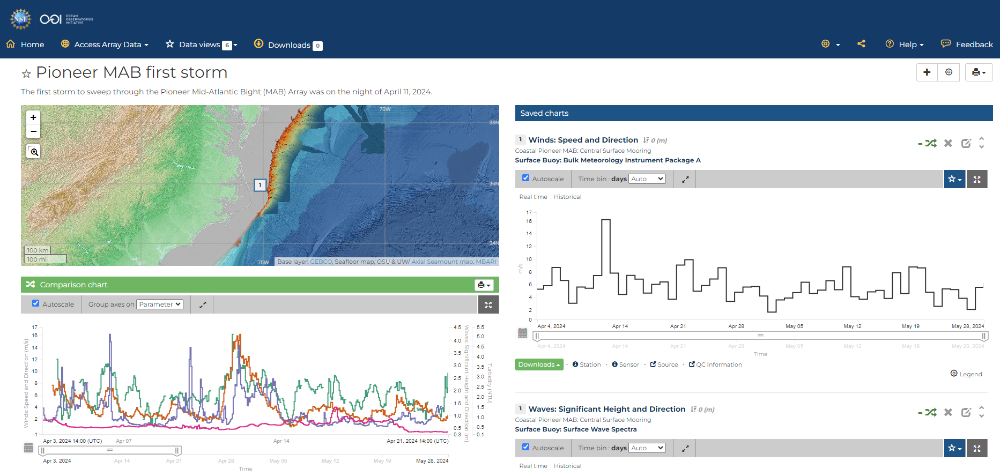 NSF
OOI OCEAN OBSERVATORIES INITIATIVE
Home Access Array Data Data views 6 Downloads 0 Help Feedback
Pioneer MAB first storm
The first storm to sweep through the Pioneer Mid-Atlantic Bight (MAB) Array was on the night of April 11, 2024.
70W
38N
+
−
1
36N
34N
100 km
100 mi
75W
Base layer: GEBCO, Seafloor map, OSU & UW/ Axial Seamount map, MBARI
Comparison chart
Autoscale Group axes on Parameter
17 16 14 12 10 8 6 4 2 -1
Winds: Speed and Direction (m/s)
4.5 4.0 3.5 3.0 2.5 2.0 1.5 1.0 0.5 0.3
Waves: Significant Height and Direction (m)
5.5 5.0 4.5 4.0 3.5 3.0 2.5 2.0 1.5 1.0 0.5 0.1
Turbidity (NTU)
Apr 3, 2024 14:00 (UTC) Apr 07 Apr 14 Apr 21, 2024 14:00 (UTC)
Apr 3, 2024 Apr 14 Apr 21 Apr 28 May 05 May 12 May 19 May 28, 2024
Time
Saved charts
1 Winds: Speed and Direction 0 (m)
Coastal Pioneer MAB: Central Surface Mooring
Surface Buoy: Bulk Meteorology Instrument Package A
Autoscale Time bin : days Auto
Real time Historical
17 16 14 12 10 8 6 4 2 0
m/s
Apr 4, 2024 Apr 14 Apr 21 Apr 28 May 05 May 12 May 19 May 28, 2024
Apr 4, 2024 Apr 14 Apr 21 Apr 28 May 05 May 12 May 19 May 28, 2024
Time
Downloads · Station · Sensor · Source · QC Information
Legend
1 Waves: Significant Height and Direction 0 (m)
Coastal Pioneer MAB: Central Surface Mooring
Surface Buoy: Surface Wave Spectra
Autoscale Time bin : days Auto
Real time Historical